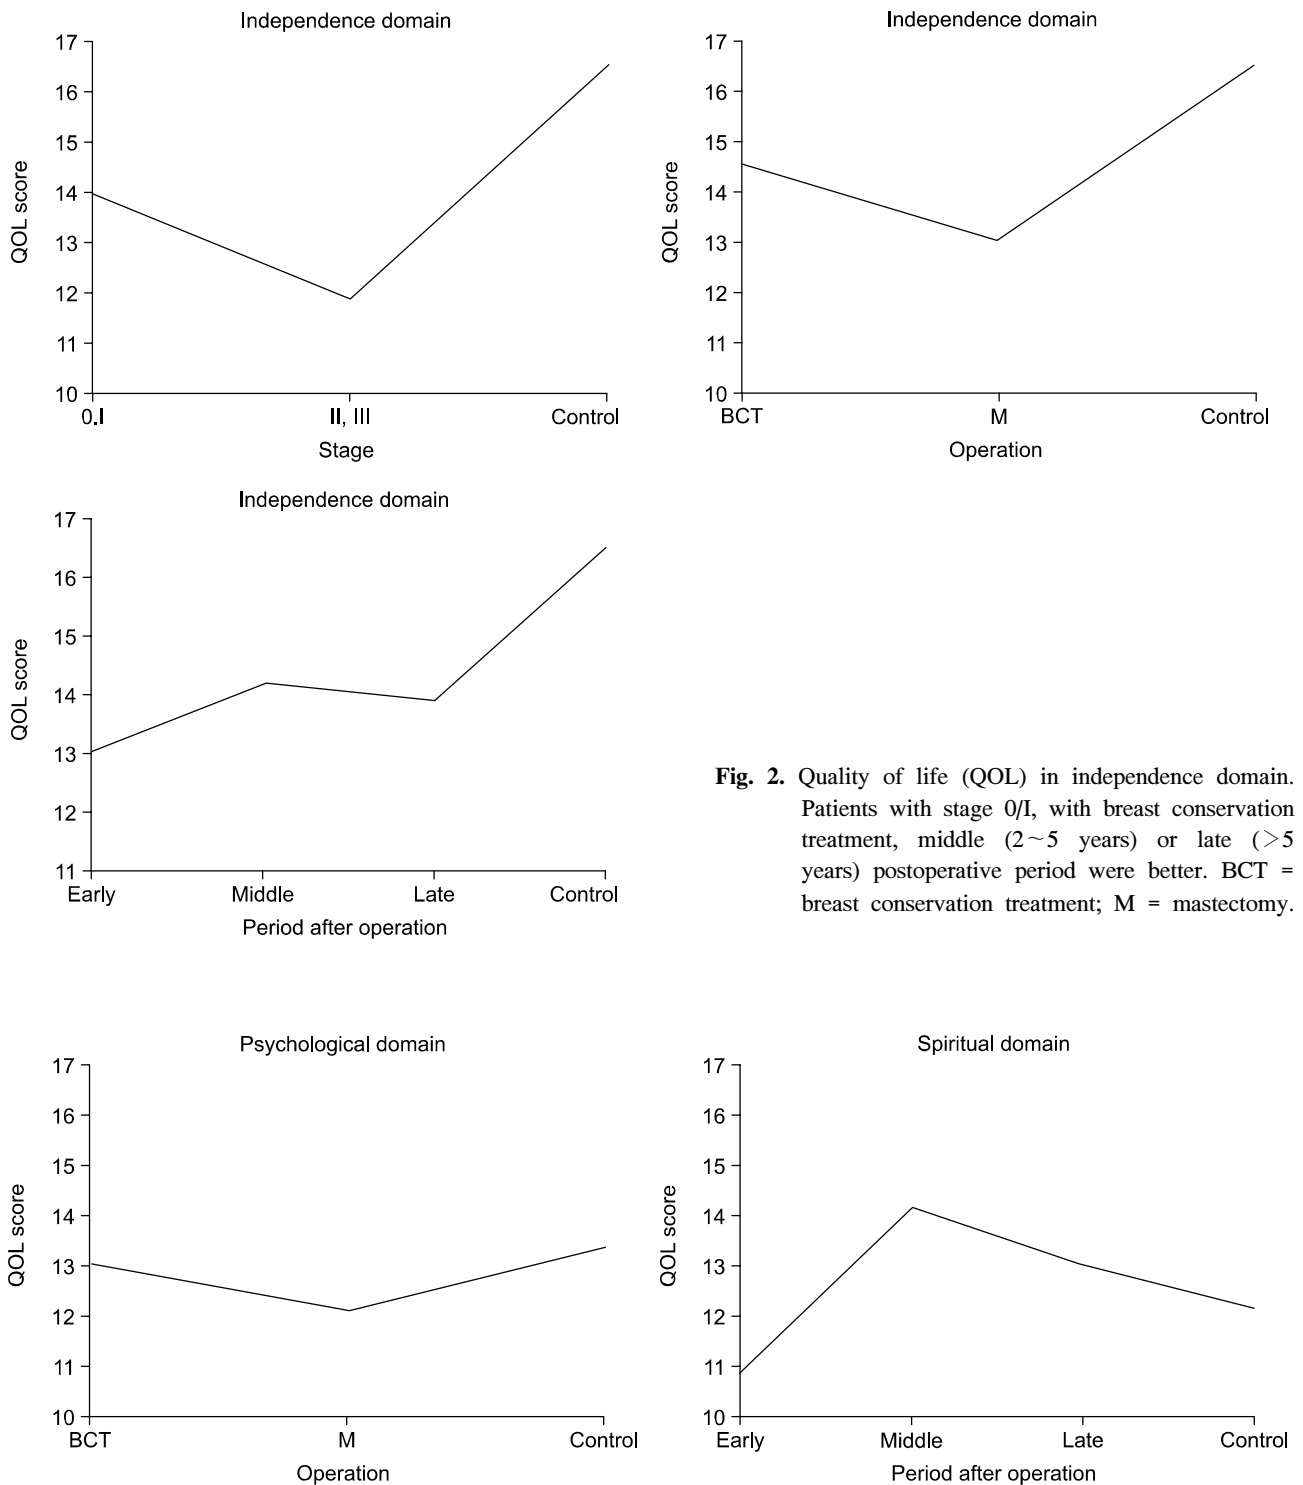 Independence domain
17
16
15
14
13
12
11
10
QOL score
0.I
II, III
Control
Stage
Independence domain
17
16
15
14
13
12
11
10
QOL score
BCT
M
Control
Operation
Independence domain
17
16
15
14
13
12
11
QOL score
Early
Middle
Late
Control
Period after operation
Fig. 2. Quality of life (QOL) in independence domain.
Patients with stage 0/I, with breast conservation
treatment, middle (2~5 years) or late (>5
years) postoperative period were better. BCT =
breast conservation treatment; M = mastectomy.
Psychological domain
17
16
15
14
13
12
11
10
QOL score
BCT
M
Control
Operation
Spiritual domain
17
16
15
14
13
12
11
10
QOL score
Early
Middle
Late
Control
Period after operation